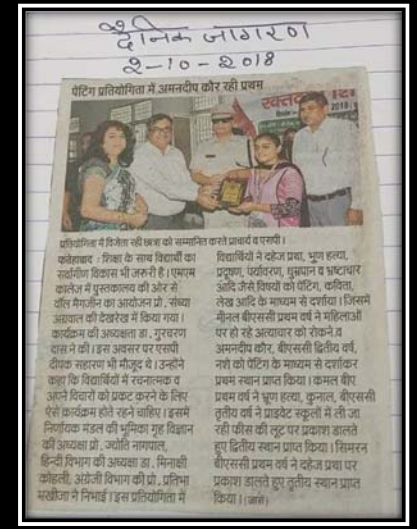 दैनिक जागरण
2-10-2018
पेंटिंग प्रतियोगिता में अमनदीप कौर रही प्रथम
रक्तदा
2018
प्रतियोगिता में विजेता रही छात्रा को सम्मानित करते प्राचार्य व एसपी।
फतेहाबाद : शिक्षा के साथ विद्यार्थी का
सर्वांगीण विकास भी जरूरी है। एमएम
कालेज में पुस्तकालय की ओर से
वॉल मैगजीन का आयोजन प्रो. संध्या
अग्रवाल की देखरेख में किया गया।
कार्यक्रम की अध्यक्षता डा. गुरचरण
दास ने की। इस अवसर पर एसपी
दीपक सहारण भी मौजूद थे। उन्होंने
कहा कि विद्यार्थियों में रचनात्मक व
अपने विचारों को प्रकट करने के लिए
ऐसे कार्यक्रम होते रहने चाहिए। इसमें
निर्णायक मंडल की भूमिका गृह विज्ञान
की अध्यक्षा प्रो. ज्योति नागपाल,
हिन्दी विभाग की अध्यक्ष डा. मिनाक्षी
कोहली, अंग्रेजी विभाग की प्रो. प्रतिभा
मखीजा ने निभाई। इस प्रतियोगिता में
विद्यार्थियों ने दहेज प्रथा, भ्रूण हत्या,
प्रदूषण, पर्यावरण, धुम्रपान व भ्रष्टाचार
आदि जैसे विषयों को पेंटिंग, कविता,
लेख आदि के माध्यम से दर्शाया। जिसमें
मीनल बीएससी प्रथम वर्ष ने महिलाओं
पर हो रहे अत्याचार को रोकने व
अमनदीप कौर, बीएससी द्वितीय वर्ष,
नशे को पेंटिंग के माध्यम से दर्शाकर
प्रथम स्थान प्राप्त किया। कमल बीए
प्रथम वर्ष ने भ्रूण हत्या, कुनाल, बीएससी
तृतीय वर्ष ने प्राइवेट स्कूलों में ली जा
रही फीस की लूट पर प्रकाश डालते
हुए द्वितीय स्थान प्राप्त किया। सिमरन
बीएससी प्रथम वर्ष ने दहेज प्रथा पर
प्रकाश डालते हुए तृतीय स्थान प्राप्त
किया। (जासं)